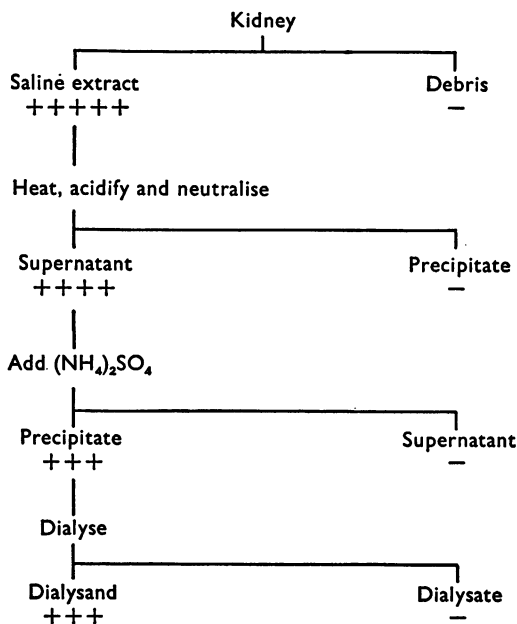 Kidney
Saline extract Debris
+++++ −
Heat, acidify and neutralise
Supernatant Precipitate
++++ −
Add (NH₄)₂SO₄
Precipitate Supernatant
+++ −
Dialyse
Dialysand Dialysate
+++ −